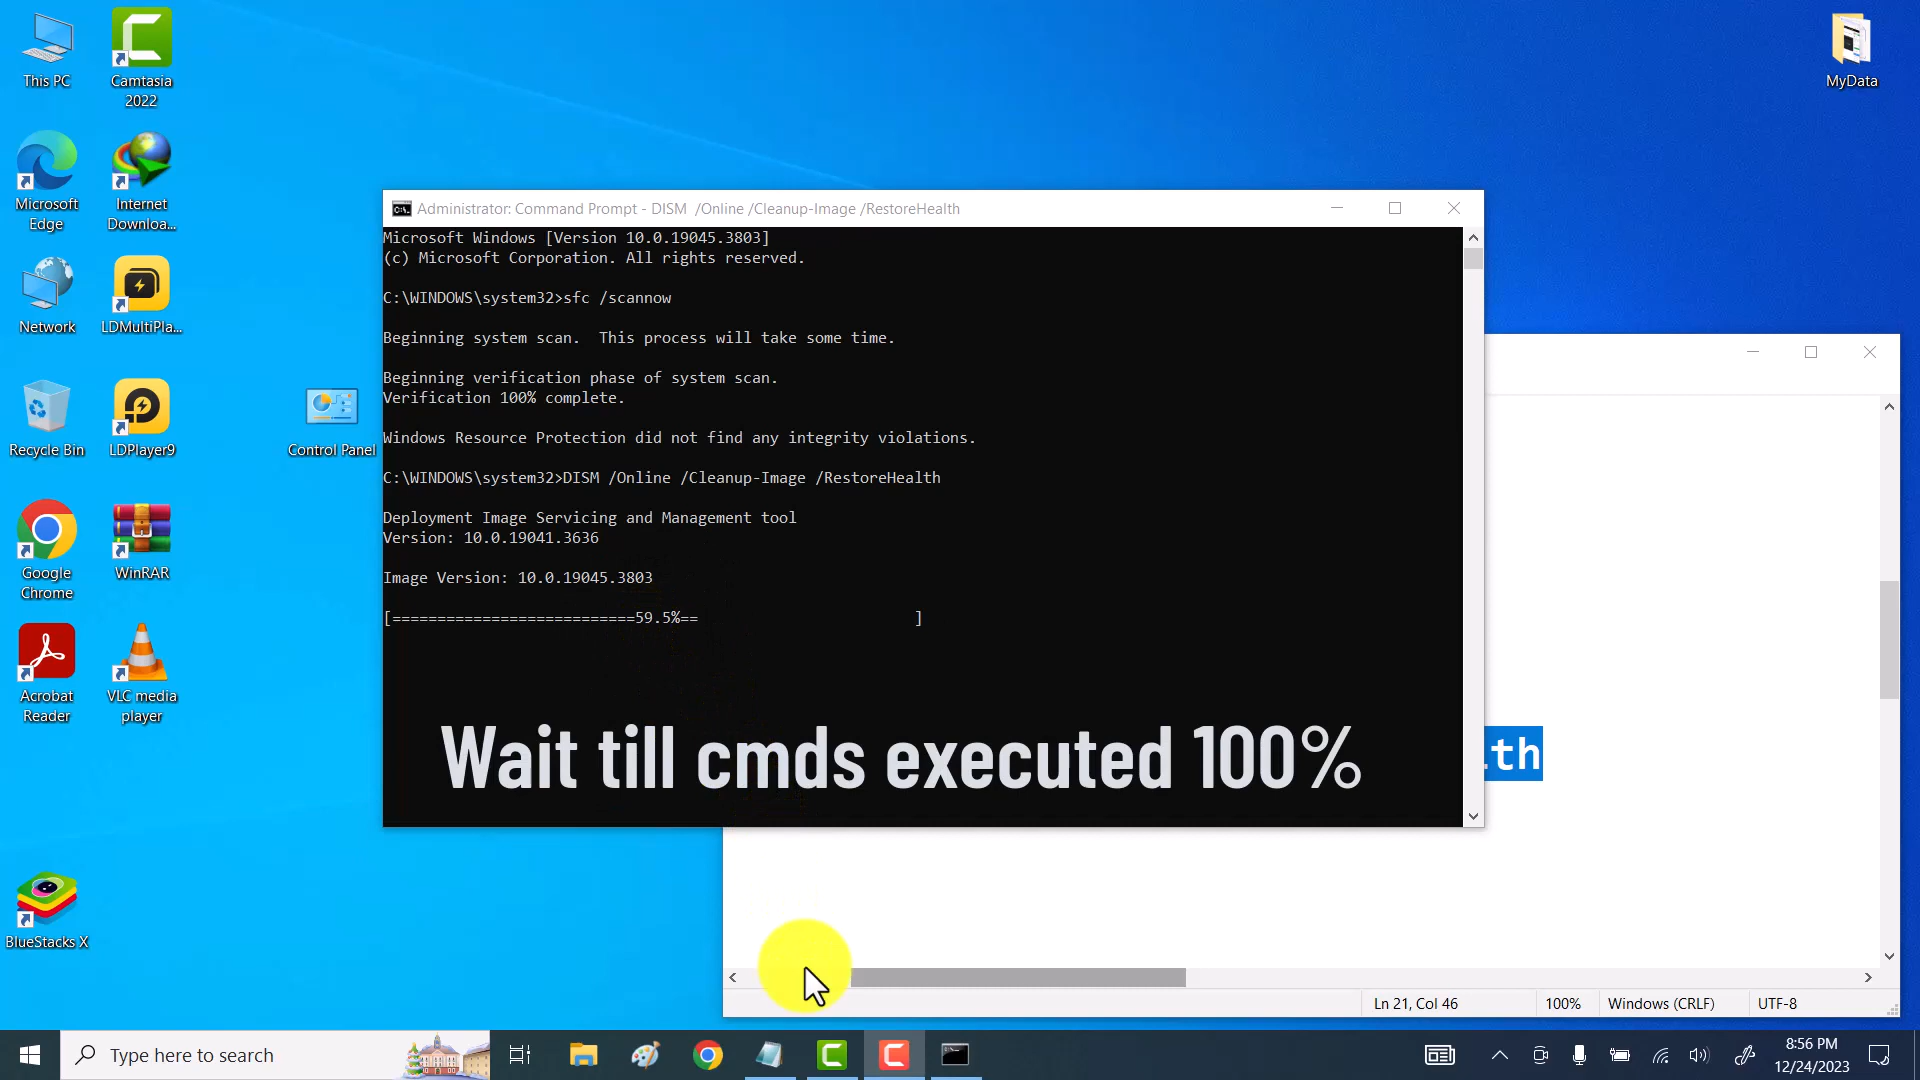 This PC
Camtasia
2022
MyData
Microsoft
Edge
Internet
Downloa...
Network
LDMultiPla...
Recycle Bin
LDPlayer9
Control Panel
Google
Chrome
WinRAR
Acrobat
Reader
VLC media
player
BlueStacks X
Administrator: Command Prompt - DISM  /Online /Cleanup-Image /RestoreHealth
Microsoft Windows [Version 10.0.19045.3803]
(c) Microsoft Corporation. All rights reserved.
C:\WINDOWS\system32>sfc /scannow
Beginning system scan.  This process will take some time.
Beginning verification phase of system scan.
Verification 100% complete.
Windows Resource Protection did not find any integrity violations.
C:\WINDOWS\system32>DISM /Online /Cleanup-Image /RestoreHealth
Deployment Image Servicing and Management tool
Version: 10.0.19041.3636
Image Version: 10.0.19045.3803
[===========================59.5%==                        ]
Wait till cmds executed 100%
th
Ln 21, Col 46
100%
Windows (CRLF)
UTF-8
Type here to search
8:56 PM
12/24/2023